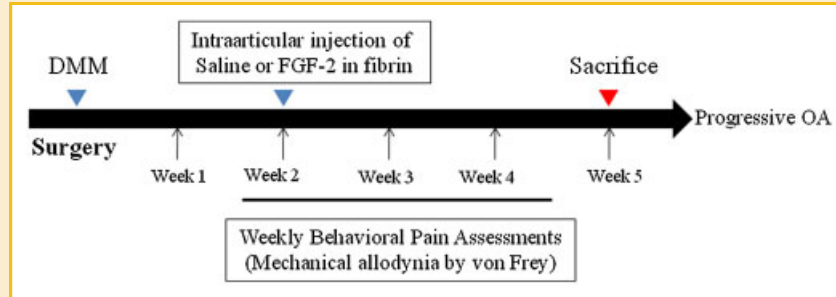 Intraarticular injection of
Saline or FGF-2 in fibrin
DMM
Sacrifice
Progressive OA
Surgery
Week 1
Week 2
Week 3
Week 4
Week 5
Weekly Behavioral Pain Assessments
(Mechanical allodynia by von Frey)